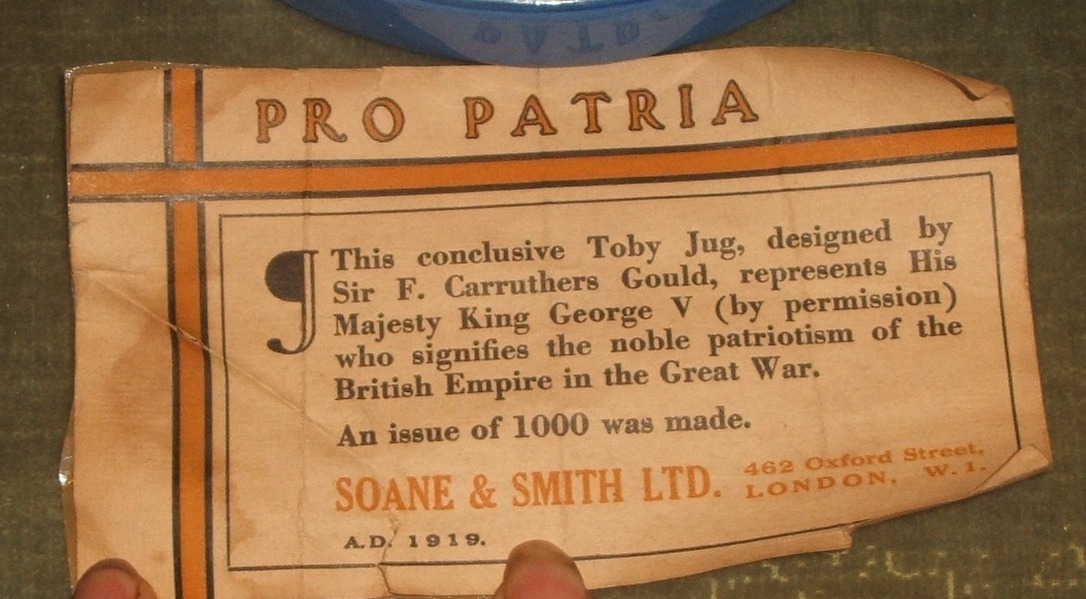 PRO PATRIA
¶ This conclusive Toby Jug, designed by
Sir F. Carruthers Gould, represents His
Majesty King George V (by permission)
who signifies the noble patriotism of the
British Empire in the Great War.
An issue of 1000 was made.
SOANE & SMITH LTD. 462 Oxford Street,
LONDON, W.1.
A.D. 1919.